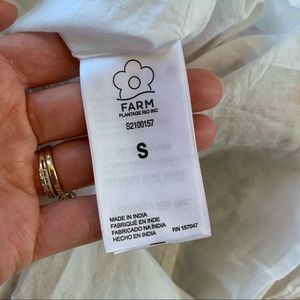 FARM
PLANTAGE RIO INC
S2100157
S
MADE IN INDIA
FABRIQUÉ EN INDE
FABRICADO NA ÍNDIA
HECHO EN INDIA
RN 157047